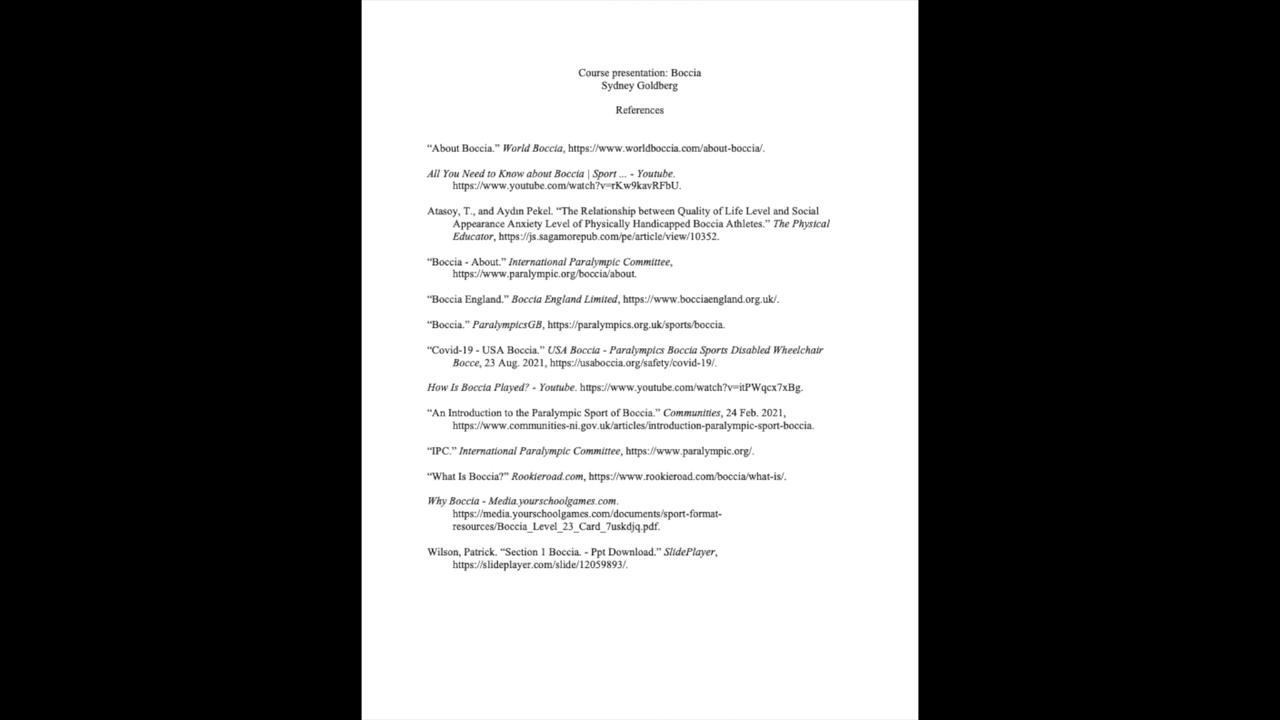 Course presentation: Boccia
Sydney Goldberg
References
“About Boccia.” World Boccia, https://www.worldboccia.com/about-boccia/.
All You Need to Know about Boccia | Sport ... - Youtube.
https://www.youtube.com/watch?v=rKw9kavRFbU.
Atasoy, T., and Aydın Pekel. “The Relationship between Quality of Life Level and Social
Appearance Anxiety Level of Physically Handicapped Boccia Athletes.” The Physical
Educator, https://js.sagamorepub.com/pe/article/view/10352.
“Boccia - About.” International Paralympic Committee,
https://www.paralympic.org/boccia/about.
“Boccia England.” Boccia England Limited, https://www.bocciaengland.org.uk/.
“Boccia.” ParalympicsGB, https://paralympics.org.uk/sports/boccia.
“Covid-19 - USA Boccia.” USA Boccia - Paralympics Boccia Sports Disabled Wheelchair
Bocce, 23 Aug. 2021, https://usaboccia.org/safety/covid-19/.
How Is Boccia Played? - Youtube. https://www.youtube.com/watch?v=itPWqcx7xBg.
“An Introduction to the Paralympic Sport of Boccia.” Communities, 24 Feb. 2021,
https://www.communities-ni.gov.uk/articles/introduction-paralympic-sport-boccia.
“IPC.” International Paralympic Committee, https://www.paralympic.org/.
“What Is Boccia?” Rookieroad.com, https://www.rookieroad.com/boccia/what-is/.
Why Boccia - Media.yourschoolgames.com.
https://media.yourschoolgames.com/documents/sport-format-
resources/Boccia_Level_23_Card_7uskdjq.pdf.
Wilson, Patrick. “Section 1 Boccia. - Ppt Download.” SlidePlayer,
https://slideplayer.com/slide/12059893/.